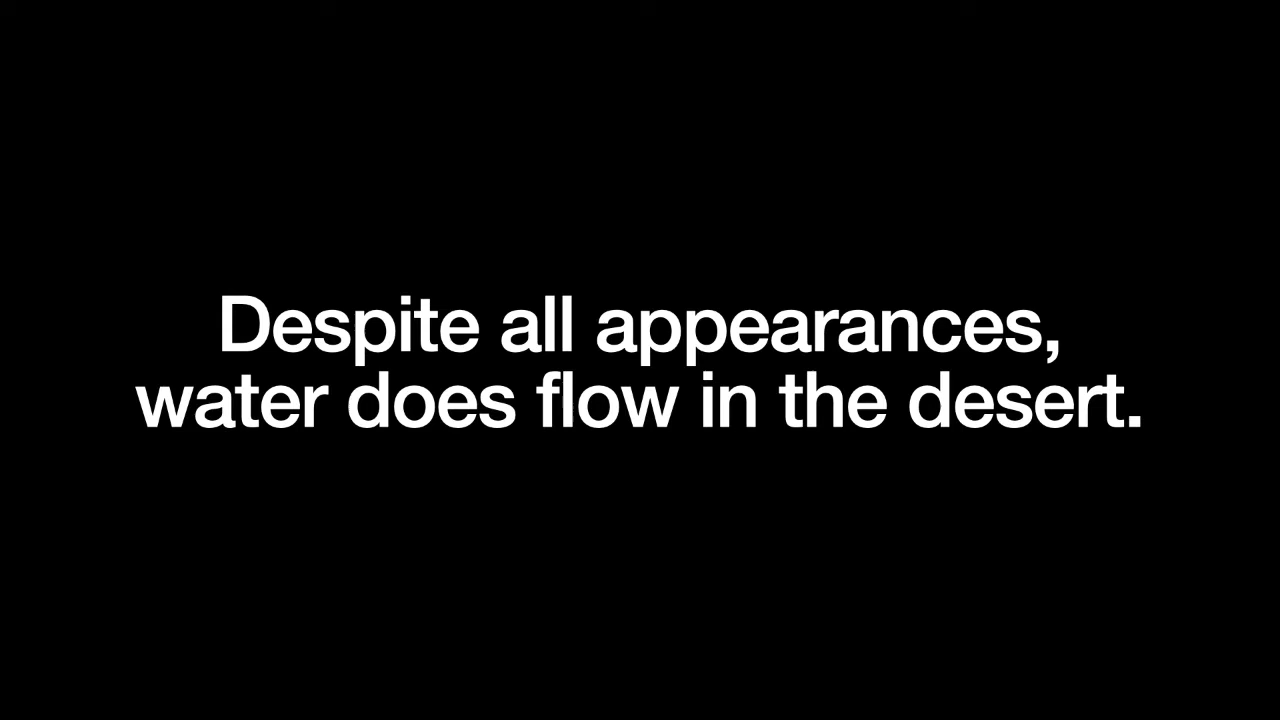 Despite all appearances,
water does flow in the desert.